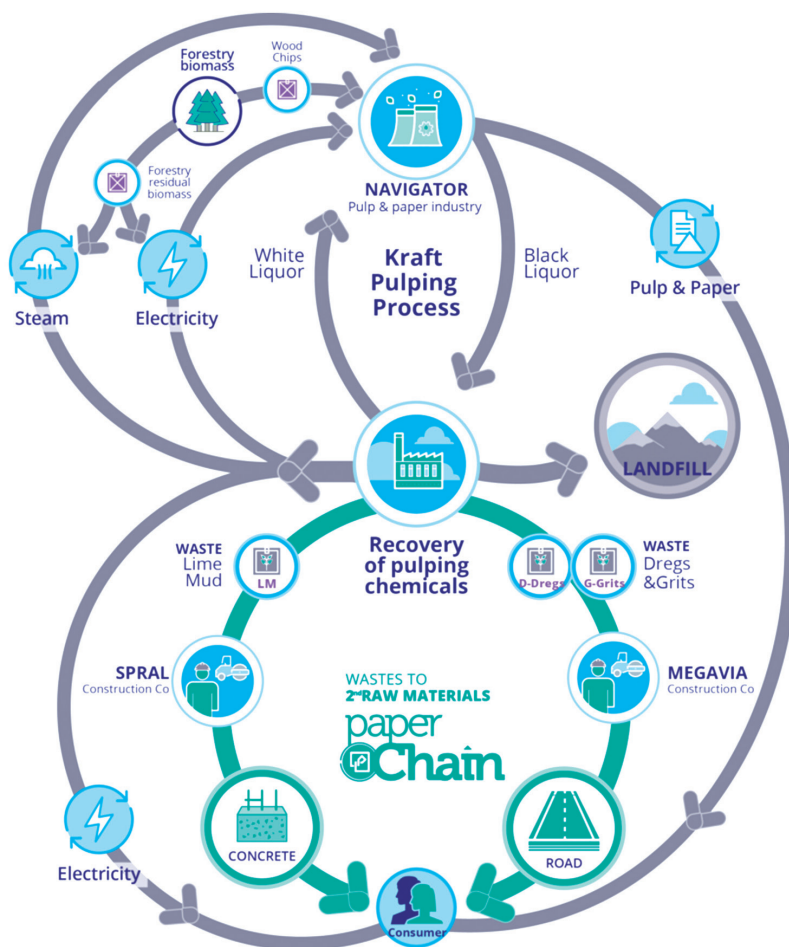 Forestry
biomass
Wood
Chips
Forestry
residual
biomass
NAVIGATOR
Pulp & paper industry
White
Liquor
Kraft
Pulping
Process
Black
Liquor
Steam
Electricity
Pulp & Paper
LANDFILL
WASTE
Lime
Mud
LM
Recovery
of pulping
chemicals
D-Dregs
G-Grits
WASTE
Dregs
&Grits
SPRAL
Construction Co
WASTES TO
2ⁿᵈRAW MATERIALS
paper
Chain
MEGAVIA
Construction Co
CONCRETE
ROAD
Electricity
Consumer